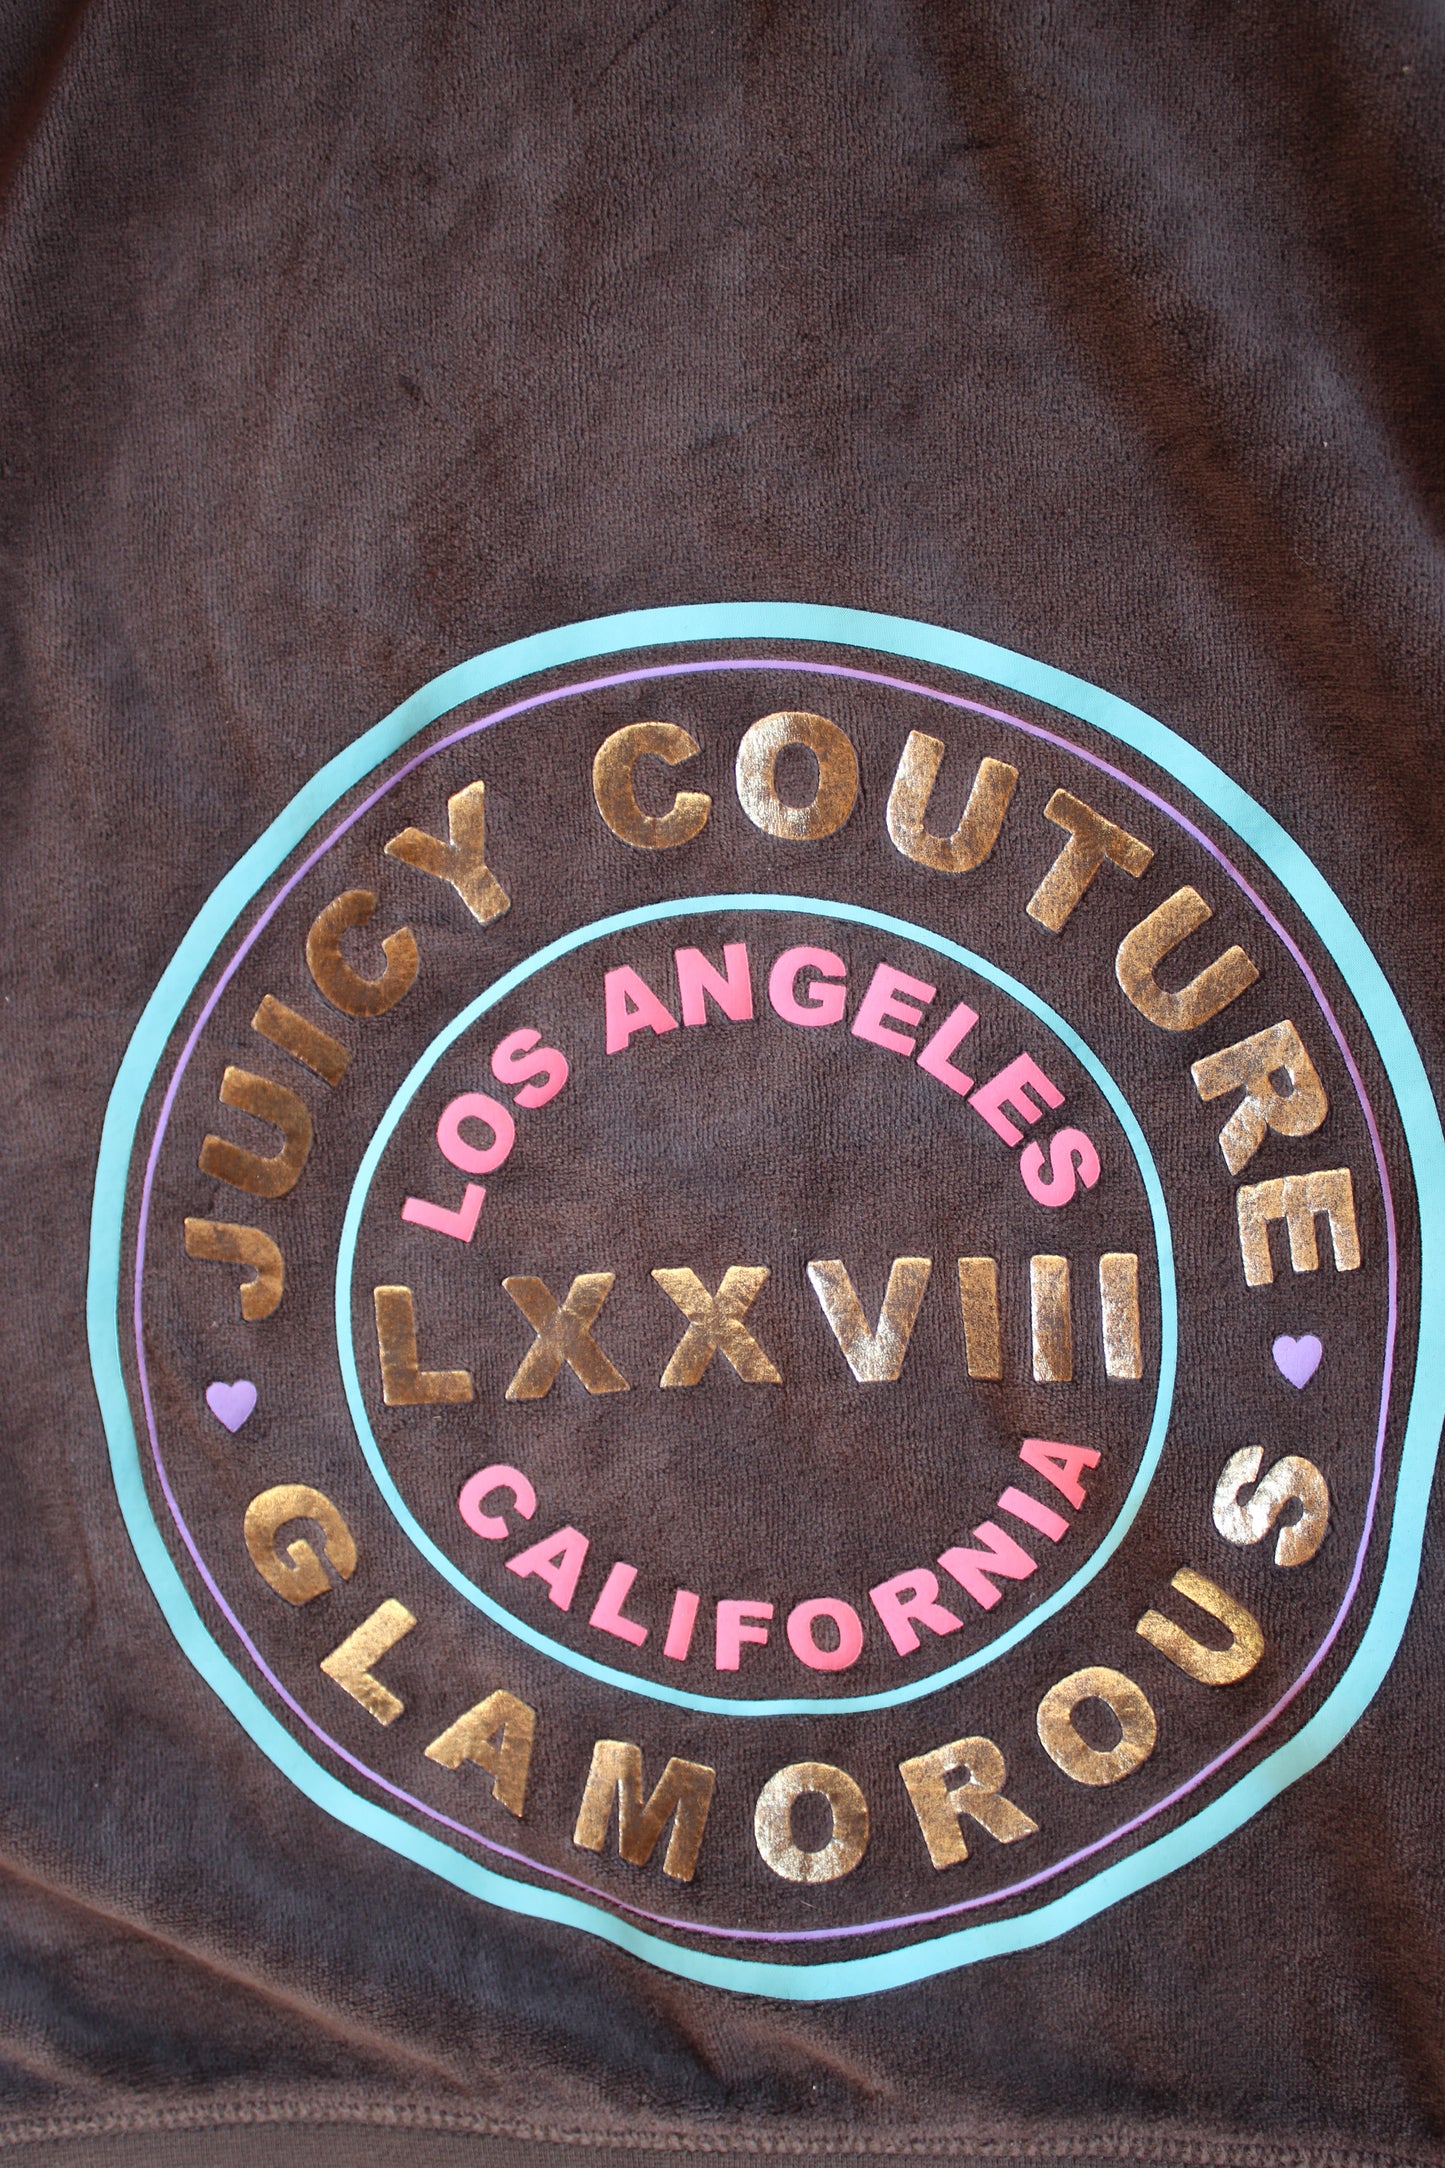 JUICY COUTURE
LOS ANGELES
LXXVIII
CALIFORNIA
GLAMOROUS